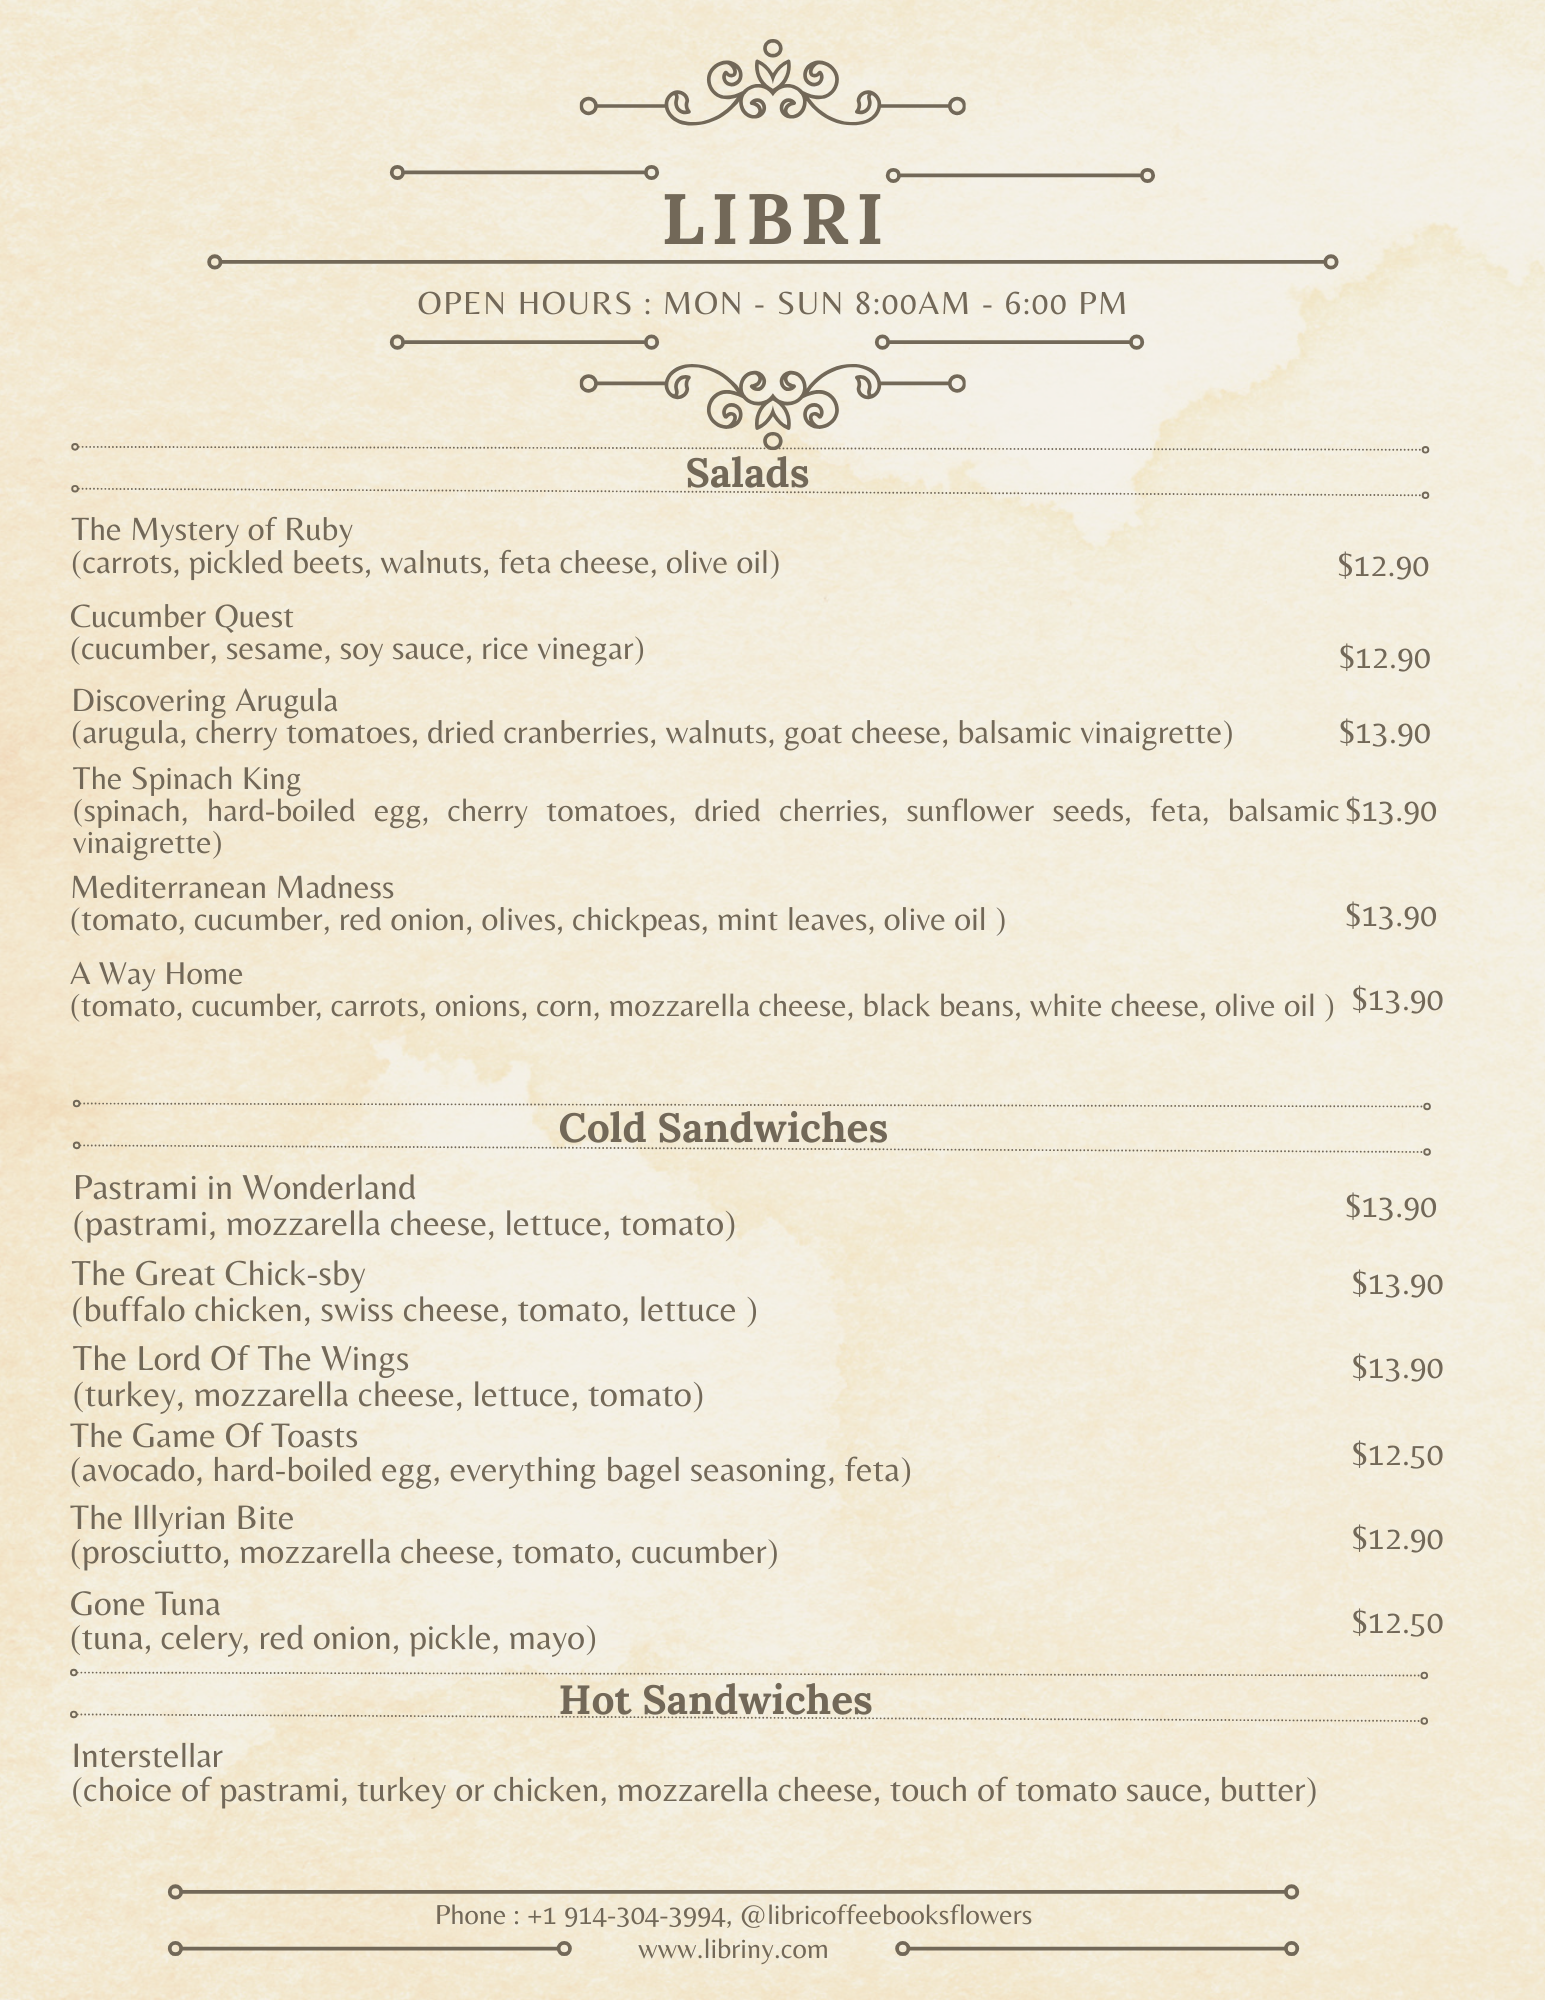 LIBRI
OPEN HOURS : MON - SUN 8:00AM - 6:00 PM
Salads
The Mystery of Ruby
(carrots, pickled beets, walnuts, feta cheese, olive oil) $12.90
Cucumber Quest
(cucumber, sesame, soy sauce, rice vinegar) $12.90
Discovering Arugula
(arugula, cherry tomatoes, dried cranberries, walnuts, goat cheese, balsamic vinaigrette) $13.90
The Spinach King
(spinach, hard-boiled egg, cherry tomatoes, dried cherries, sunflower seeds, feta, balsamic $13.90
vinaigrette)
Mediterranean Madness
(tomato, cucumber, red onion, olives, chickpeas, mint leaves, olive oil ) $13.90
A Way Home
(tomato, cucumber, carrots, onions, corn, mozzarella cheese, black beans, white cheese, olive oil ) $13.90
Cold Sandwiches
Pastrami in Wonderland $13.90
(pastrami, mozzarella cheese, lettuce, tomato)
The Great Chick-sby $13.90
(buffalo chicken, swiss cheese, tomato, lettuce )
The Lord Of The Wings $13.90
(turkey, mozzarella cheese, lettuce, tomato)
The Game Of Toasts $12.50
(avocado, hard-boiled egg, everything bagel seasoning, feta)
The Illyrian Bite $12.90
(prosciutto, mozzarella cheese, tomato, cucumber)
Gone Tuna $12.50
(tuna, celery, red onion, pickle, mayo)
Hot Sandwiches
Interstellar
(choice of pastrami, turkey or chicken, mozzarella cheese, touch of tomato sauce, butter)
Phone : +1 914-304-3994, @libricoffeebooksflowers
www.libriny.com